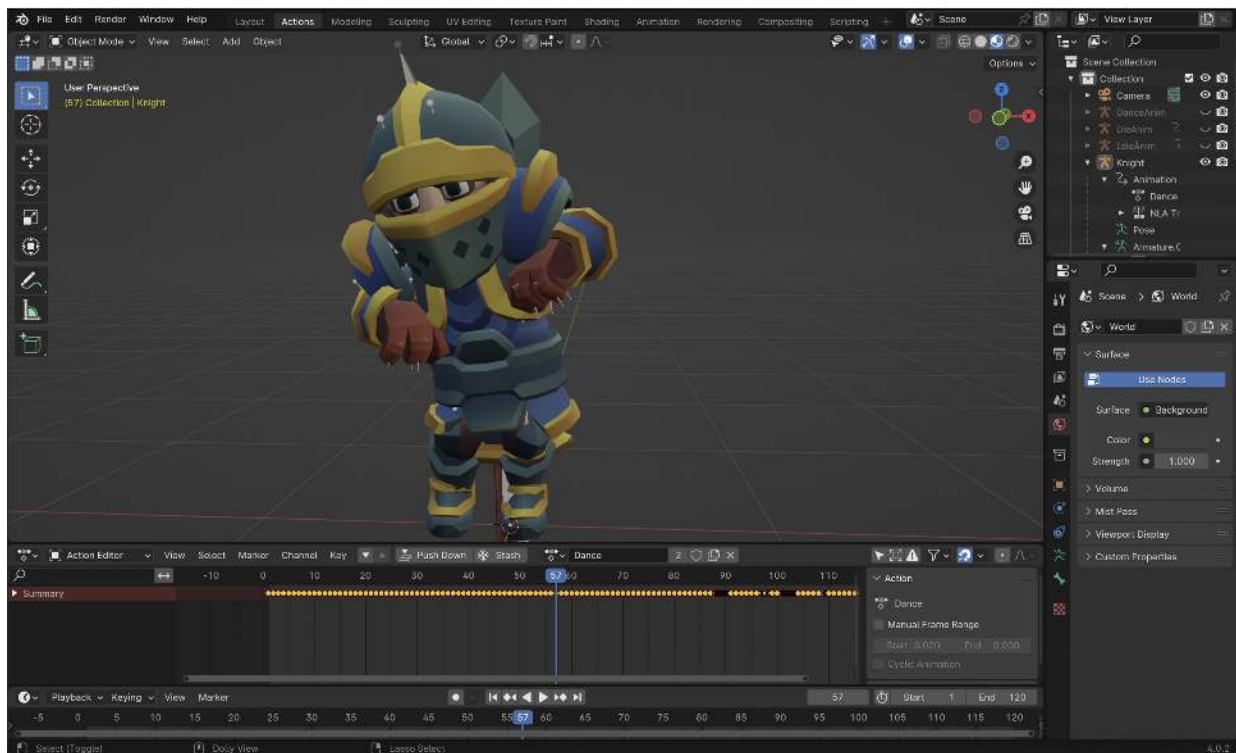 File Edit Render Window Help Layout Actions Modeling Sculpting UV Editing Texture Paint Shading Animation Rendering Compositing Scripting + Scene View Layer
Object Mode View Select Add Object Global
Options
User Perspective
(57) Collection | Knight
Z
X
Scene Collection
Collection
Camera
DanceAnim
DieAnim
IdleAnim
Knight
Animation
Dance
NLA Tr
Pose
Armature.0
Scene > World
World
Surface
Use Nodes
Surface Background
Color
Strength 1.000
Volume
Mist Pass
Viewport Display
Custom Properties
Action Editor View Select Marker Channel Key Push Down Stash Dance 2
-10 0 10 20 30 40 50 57 60 70 80 90 100 110
Summary
Action
Dance
Manual Frame Range
Start 0.000 End 0.000
Cyclic Animation
Playback Keying View Marker 57 Start 1 End 120
-5 0 5 10 15 20 25 30 35 40 45 50 55 57 60 65 70 75 80 85 90 95 100 105 110 115 120
Select (Toggle) Dolly View Lasso Select 4.0.2